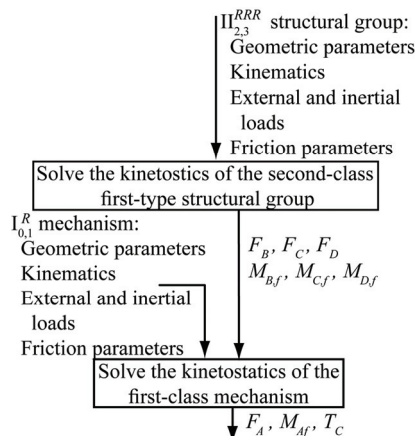 II_{2,3}^{RRR} structural group:
Geometric parameters
Kinematics
External and inertial
loads
Friction parameters
Solve the kinetostics of the second-class
first-type structural group
I_{0,1}^{R} mechanism:
Geometric parameters
Kinematics
External and inertial
loads
Friction parameters
F_B, F_C, F_D
M_{B,f}, M_{C,f}, M_{D,f}
Solve the kinetostatics of the
first-class mechanism
F_A, M_{Af}, T_C